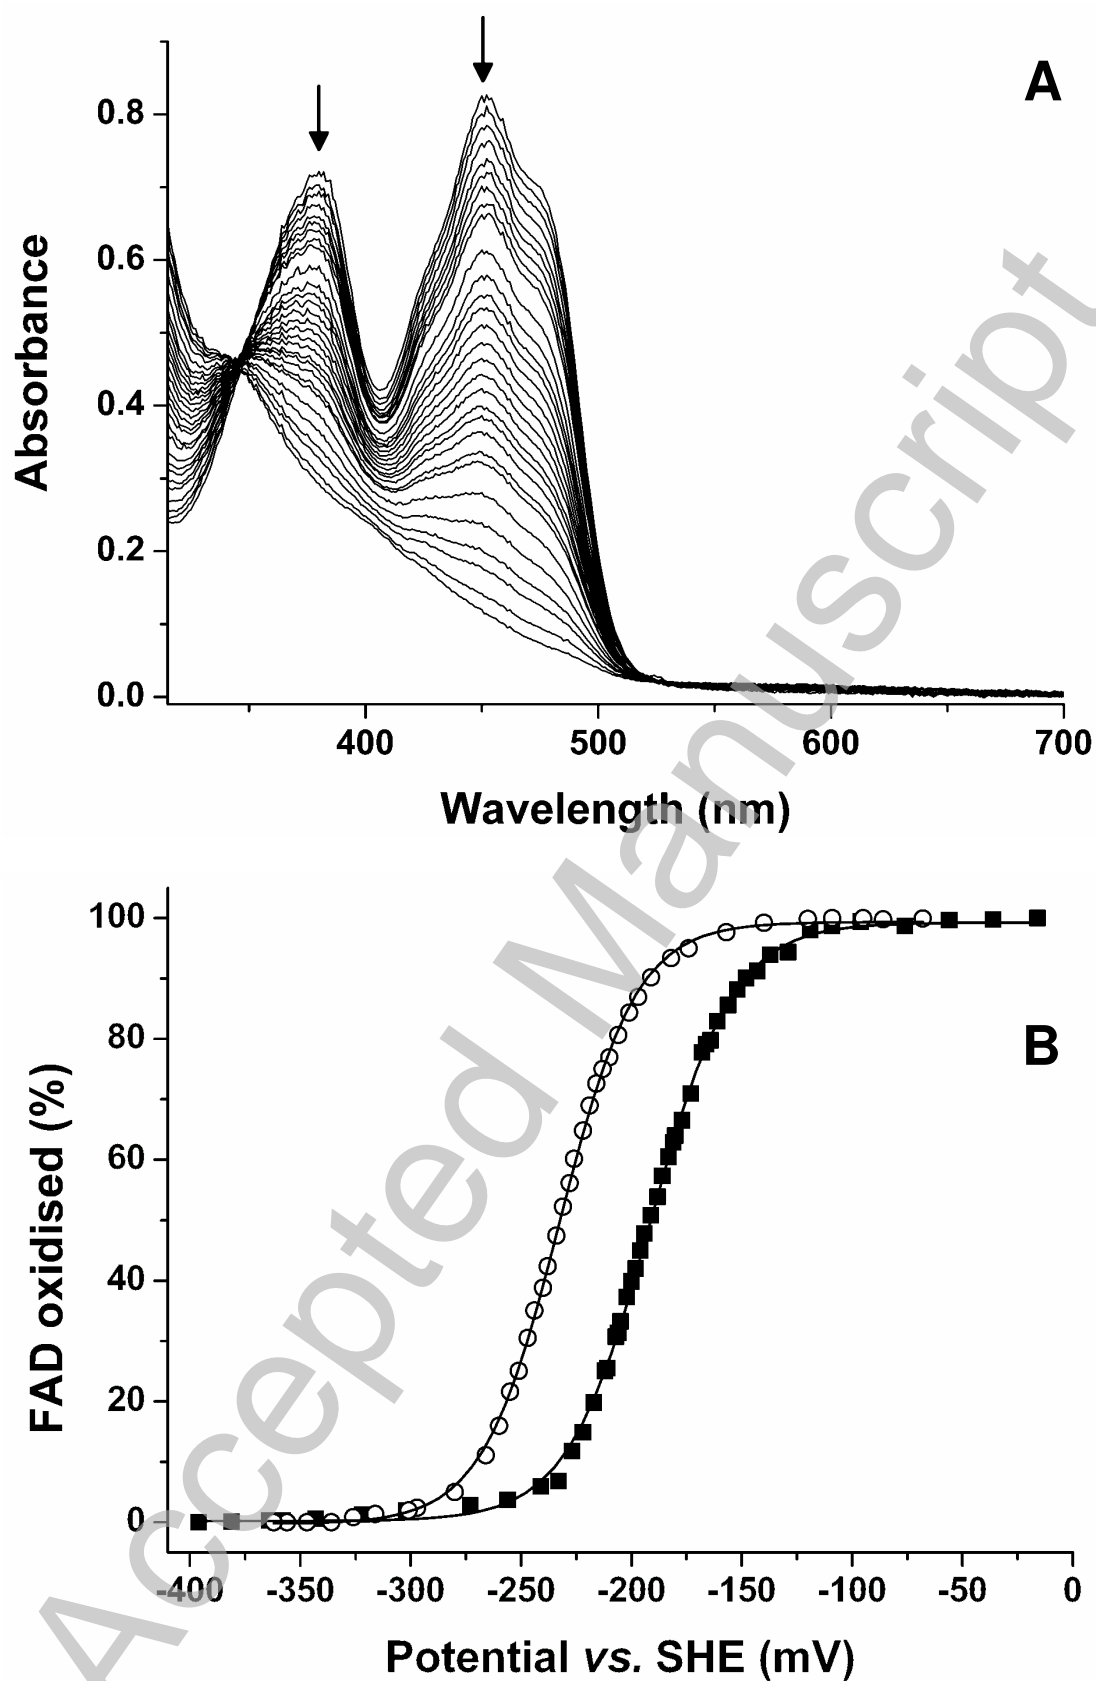 A
0.8
0.6
0.4
0.2
0.0
Absorbance
400 500 600 700
Wavelength (nm)
100
80
60
40
20
0
FAD oxidised (%)
B
-400 -350 -300 -250 -200 -150 -100 -50 0
Potential vs. SHE (mV)
Accepted Manuscript